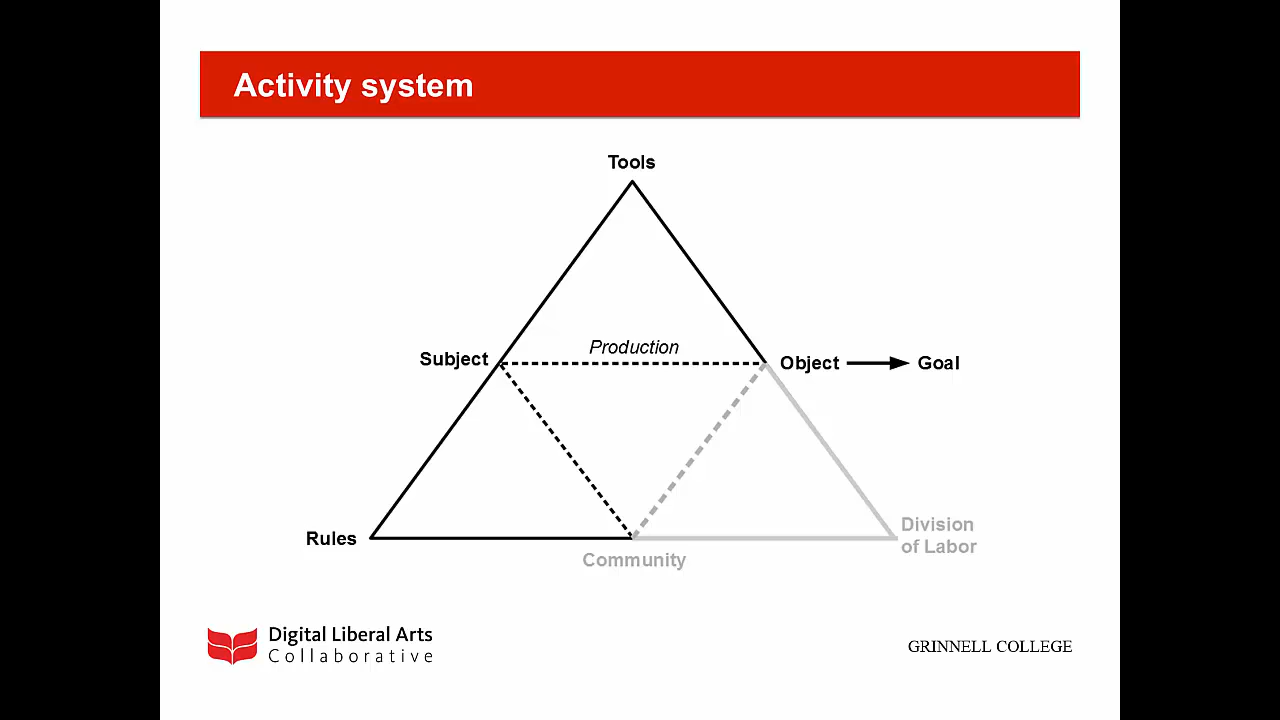 Activity system
Tools
Production
Subject
Object
Goal
Rules
Division
of Labor
Community
Digital Liberal Arts
Collaborative
GRINNELL COLLEGE